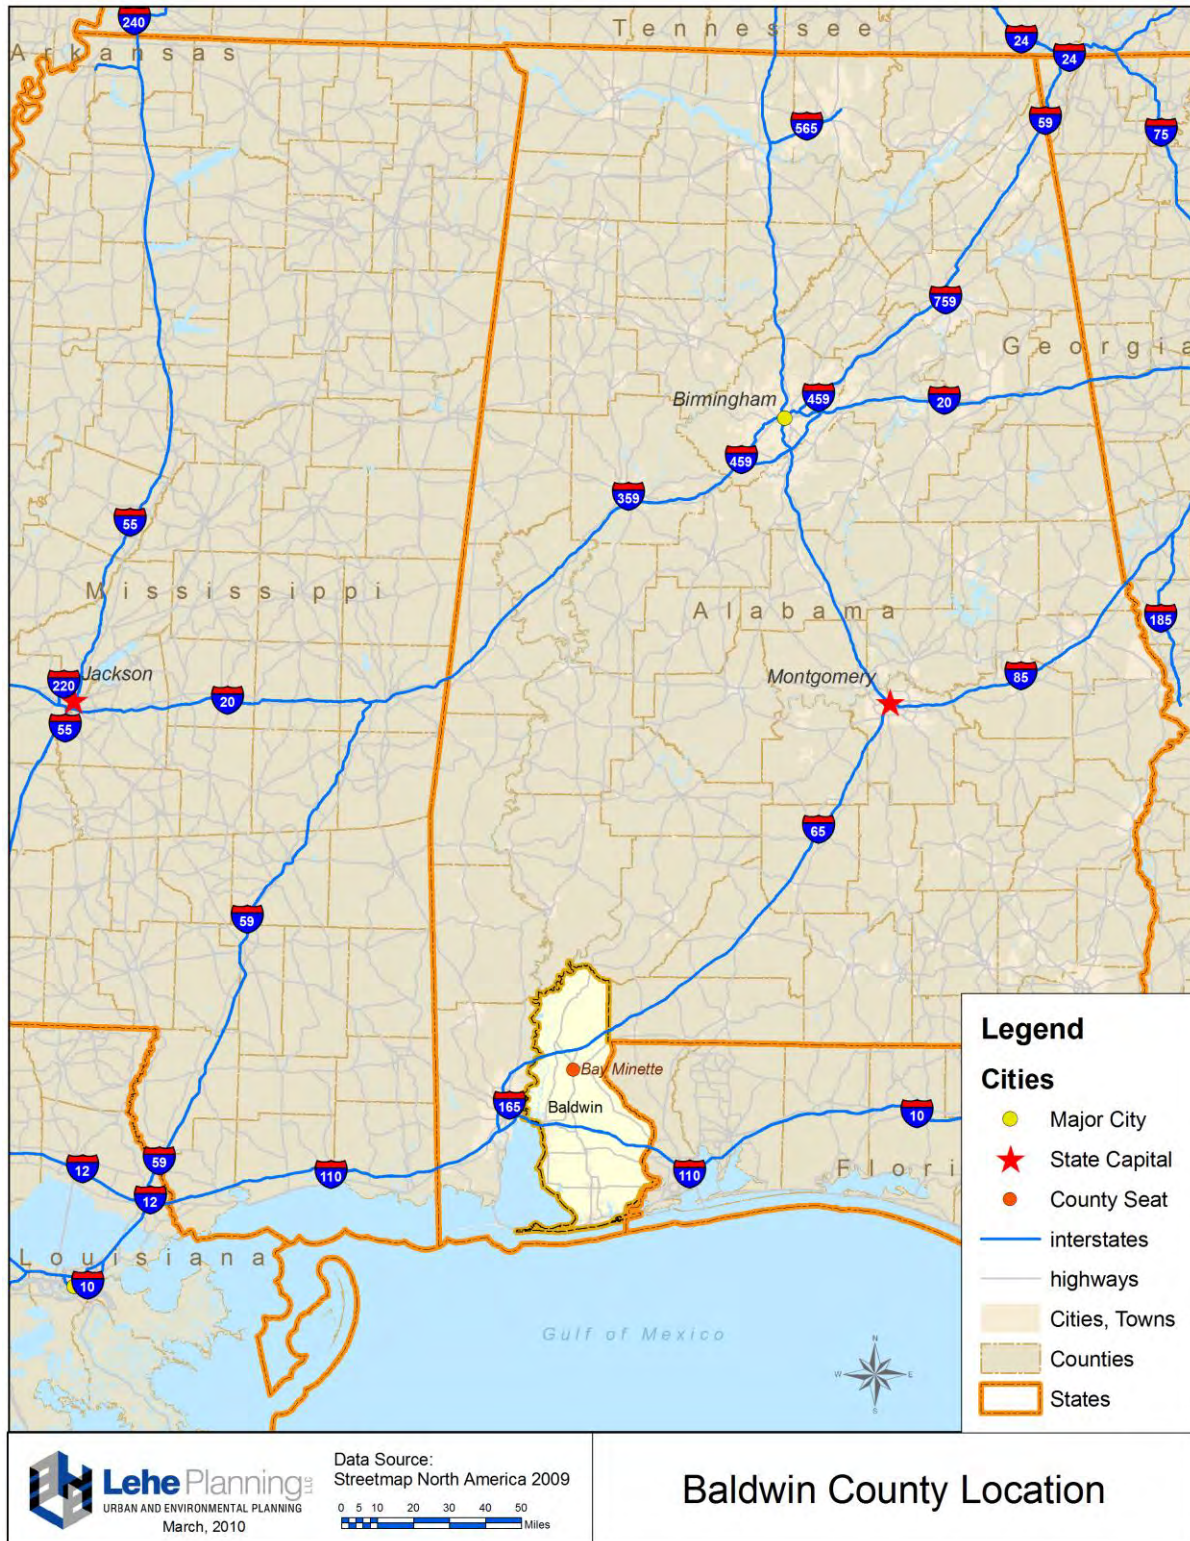 240
Tennessee
24
Arkansas
24
565
59
75
759
Georgia
Birmingham
459
20
459
359
55
Mississippi
Alabama
185
Jackson
220
Montgomery
85
20
55
65
59
Bay Minette
165
Baldwin
10
59
12
110
110
Flori
12
Louisiana
10
Gulf of Mexico
N
W
E
S
Legend
Cities
Major City
State Capital
County Seat
interstates
highways
Cities, Towns
Counties
States
Lehe Planning LLC
URBAN AND ENVIRONMENTAL PLANNING
March, 2010
Data Source:
Streetmap North America 2009
0 5 10 20 30 40 50
Miles
Baldwin County Location